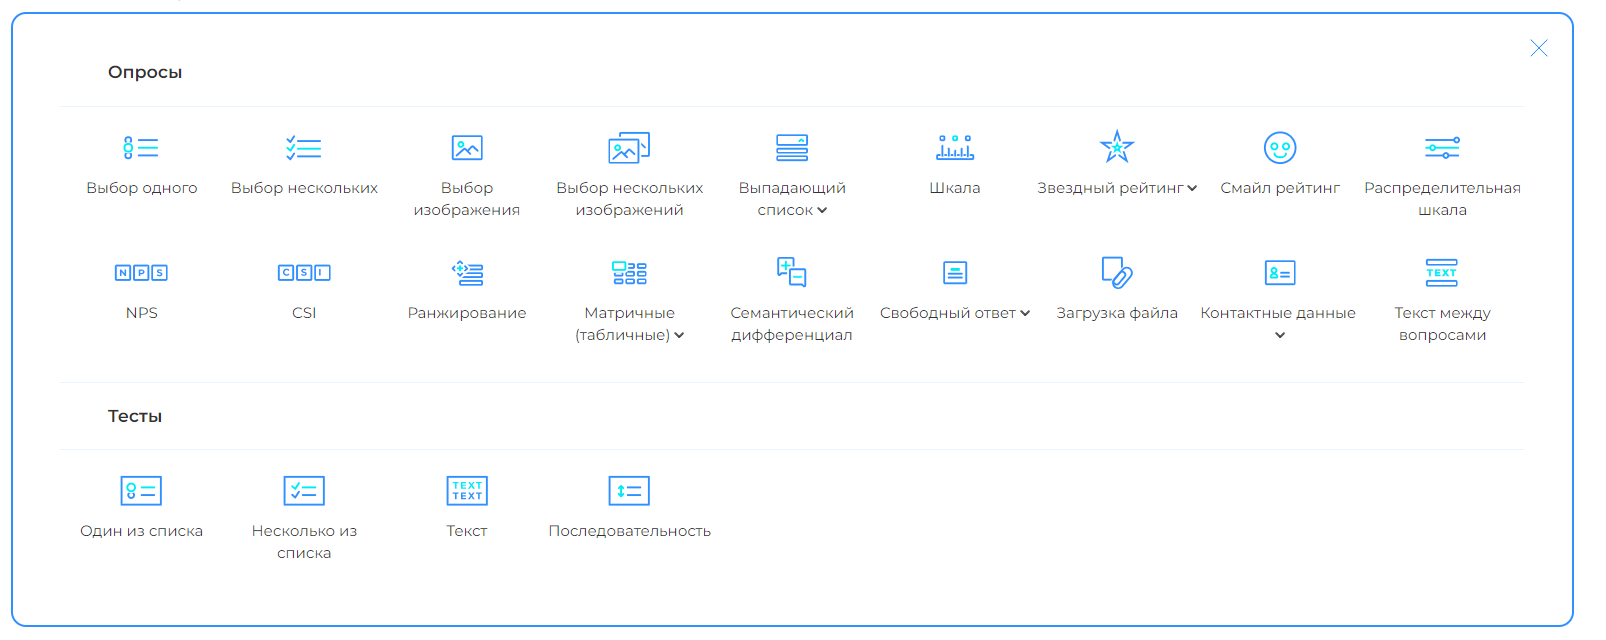 Опросы
Выбор одного
Выбор нескольких
Выбор
изображения
Выбор нескольких
изображений
Выпадающий
список
Шкала
Звездный рейтинг
Смайл рейтинг
Распределительная
шкала
NPS
NPS
CSI
CSI
Ранжирование
Матричные
(табличные)
Семантический
дифференциал
Свободный ответ
Загрузка файла
Контактные данные
TEXT
Текст между
вопросами
Тесты
Один из списка
Несколько из
списка
TEXT
TEXT
Текст
Последовательность